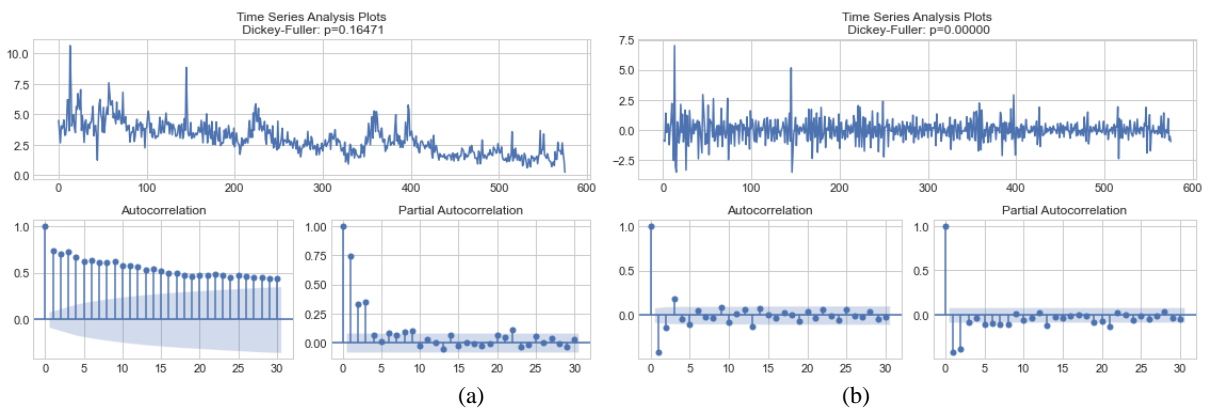 Time Series Analysis Plots
Dickey-Fuller: p=0.16471
10.0
7.5
5.0
2.5
0.0
0 100 200 300 400 500 600
Autocorrelation
1.0
0.5
0.0
0 5 10 15 20 25 30
Partial Autocorrelation
1.00
0.75
0.50
0.25
0.00
0 5 10 15 20 25 30
(a)
Time Series Analysis Plots
Dickey-Fuller: p=0.00000
7.5
5.0
2.5
0.0
−2.5
0 100 200 300 400 500 600
Autocorrelation
1.0
0.5
0.0
0 5 10 15 20 25 30
Partial Autocorrelation
1.0
0.5
0.0
0 5 10 15 20 25 30
(b)